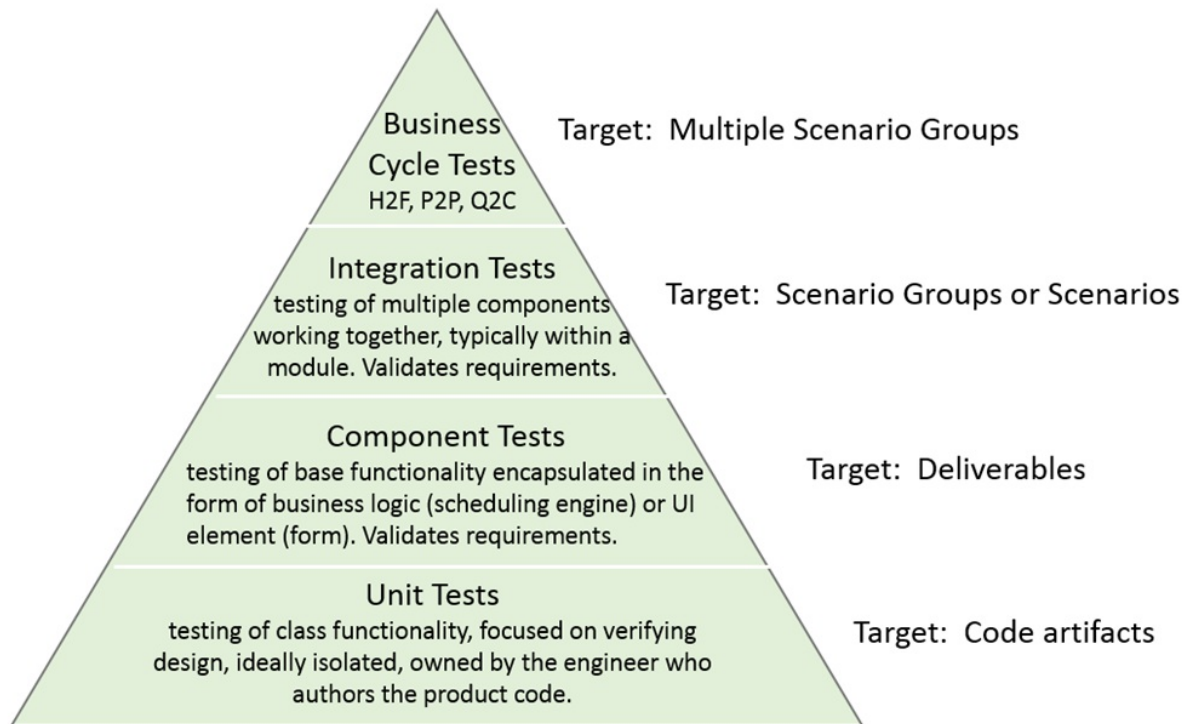 Business
Cycle Tests
H2F, P2P, Q2C
Target:  Multiple Scenario Groups
Integration Tests
testing of multiple components
working together, typically within a
module. Validates requirements.
Target:  Scenario Groups or Scenarios
Component Tests
testing of base functionality encapsulated in the
form of business logic (scheduling engine) or UI
element (form). Validates requirements.
Target:  Deliverables
Unit Tests
testing of class functionality, focused on verifying
design, ideally isolated, owned by the engineer who
authors the product code.
Target:  Code artifacts